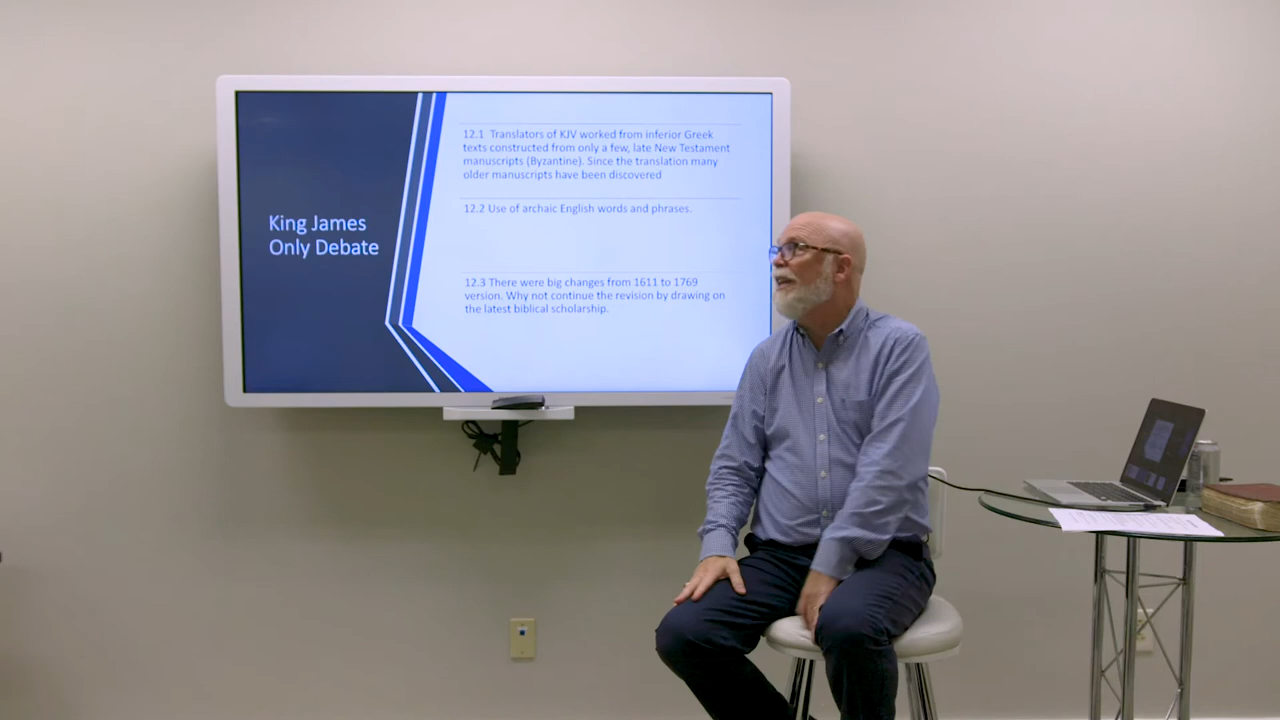 King James
Only Debate
12.1 Translators of KJV worked from inferior Greek
texts constructed from only a few, late New Testament
manuscripts (Byzantine). Since the translation many
older manuscripts have been discovered
12.2 Use of archaic English words and phrases.
12.3 There were big changes from 1611 to 1769
version. Why not continue the revision by drawing on
the latest biblical scholarship.